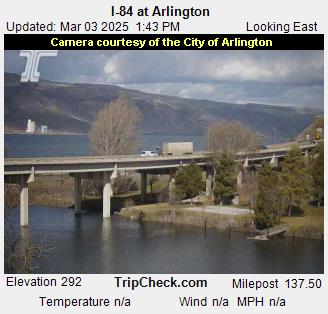 I-84 at Arlington
Updated: Mar 03 2025 1:43 PM Looking East
Camera courtesy of the City of Arlington
Elevation 292 TripCheck.com Milepost 137.50
Temperature n/a Wind n/a MPH n/a